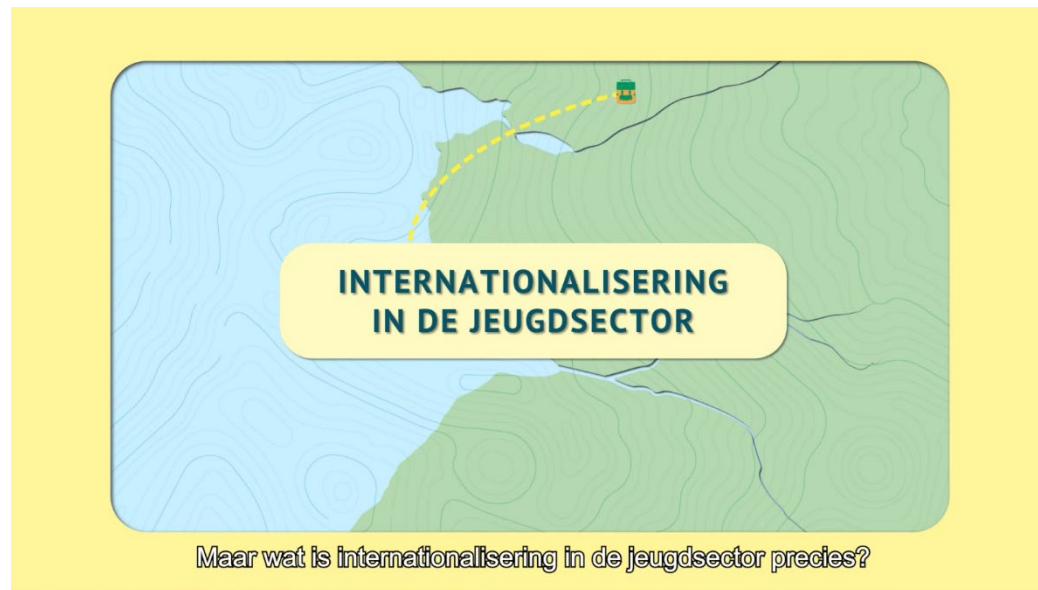 INTERNATIONALISERING
IN DE JEUGDSECTOR
Maar wat is internationalisering in de jeugdsector precies?